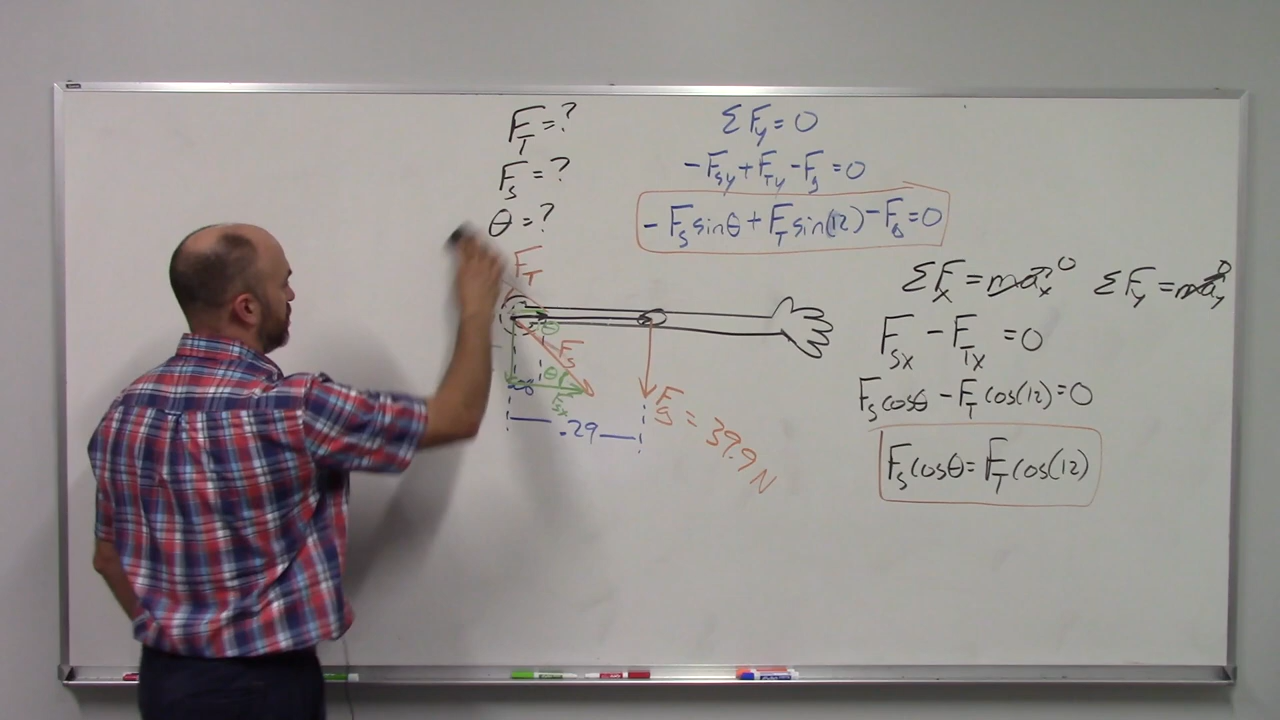 F_T = ?
F_s = ?
θ = ?
ΣF_y = 0
-F_sy + F_Ty - F_g = 0
-F_s sinθ + F_T sin(12) - F_g = 0
ΣF_x = ma_x 0
ΣF_y = ma_y 0
F_sx - F_Tx = 0
F_s cosθ - F_T cos(12) = 0
F_s cosθ = F_T cos(12)
F_T
θ
F_s
θ
F_sx
.29
F_g = 39.9 N